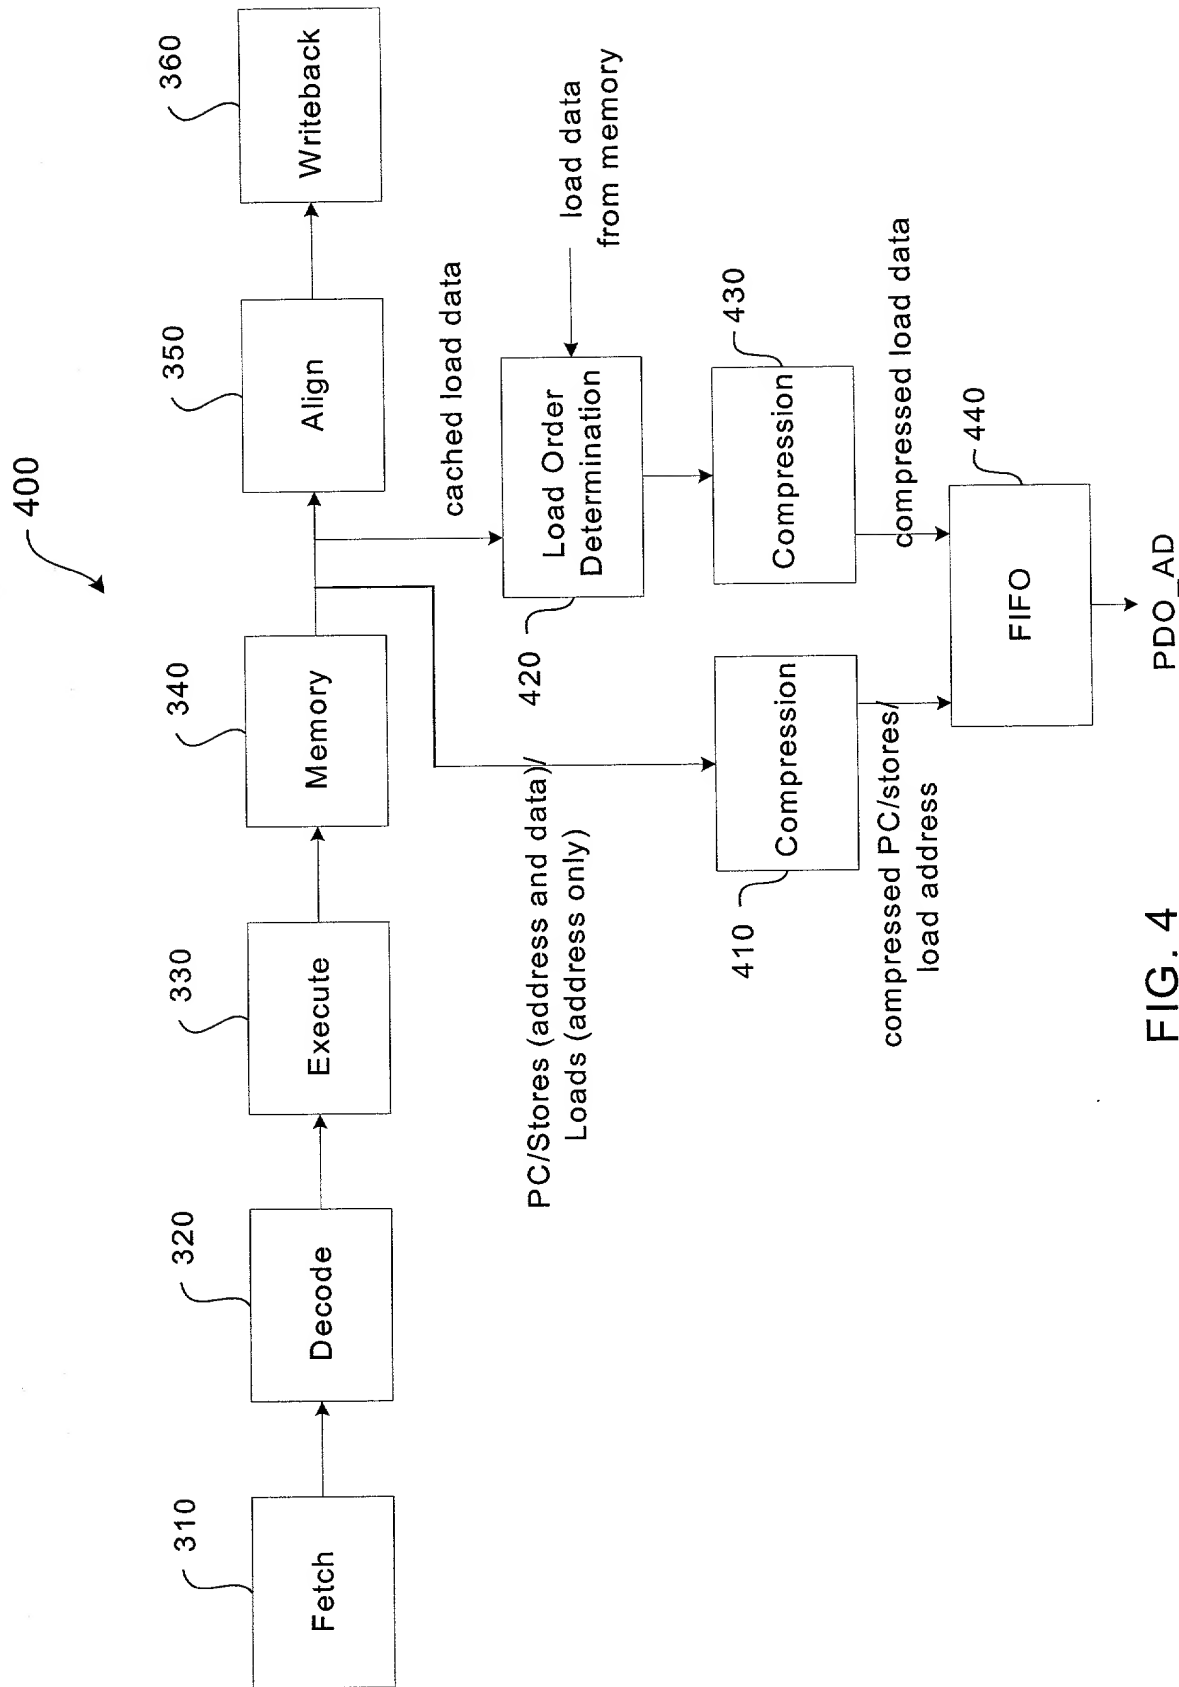 400
310
320
330
340
350
360
Fetch
Decode
Execute
Memory
Align
Writeback
PC/Stores (address and data)/
Loads (address only)
cached load data
load data
from memory
420
Load Order
Determination
410
Compression
430
Compression
compressed PC/stores/
load address
compressed load data
440
FIFO
PDO_AD
FIG. 4